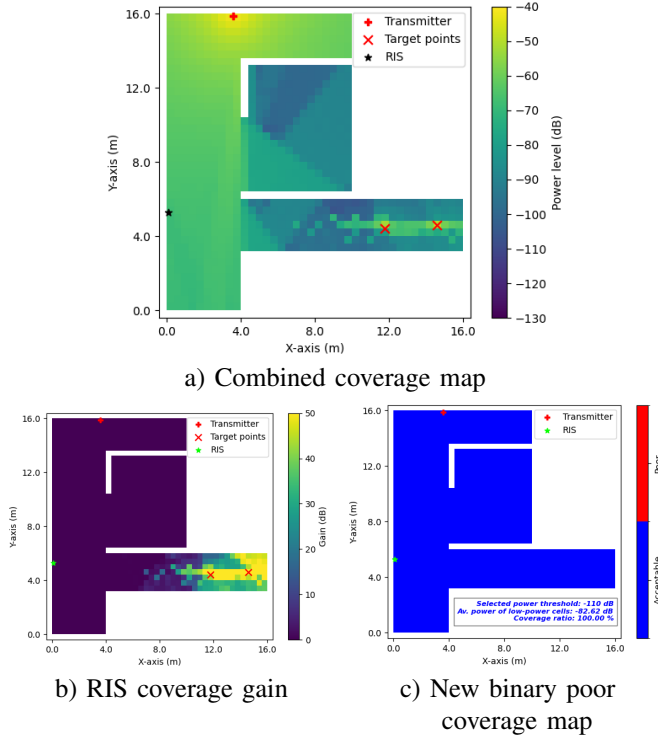 16.0
12.0
8.0
4.0
0.0
Y-axis (m)
0.0 4.0 8.0 12.0 16.0
X-axis (m)
Transmitter
Target points
RIS
−40
−50
−60
−70
−80
−90
−100
−110
−120
−130
Power level (dB)
a) Combined coverage map
16.0
12.0
8.0
4.0
0.0
Y-axis (m)
0.0 4.0 8.0 12.0 16.0
X-axis (m)
Transmitter
Target points
RIS
50
40
30
20
10
0
Gain (dB)
b) RIS coverage gain
16.0
12.0
8.0
4.0
0.0
Y-axis (m)
0.0 4.0 8.0 12.0 16.0
X-axis (m)
Transmitter
RIS
Selected power threshold: -110 dB
Av. power of low-power cells: -82.62 dB
Coverage ratio: 100.00 %
Acceptable
c) New binary poor
coverage map